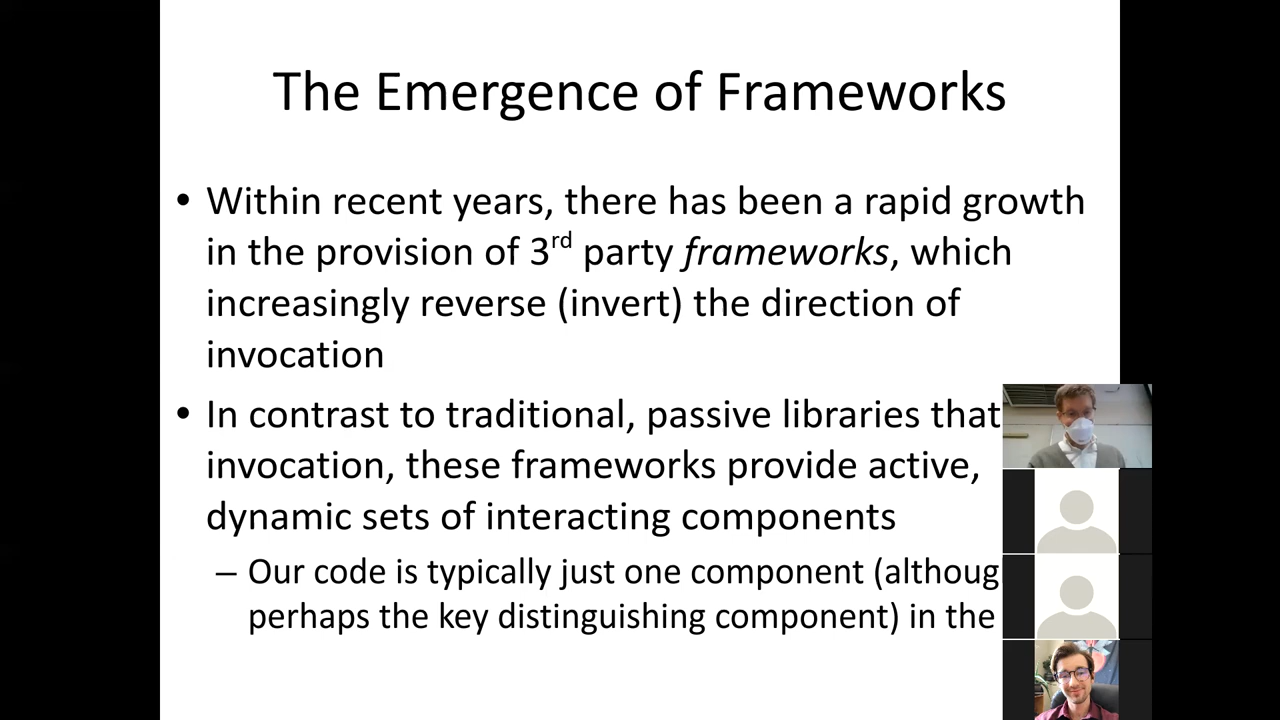 The Emergence of Frameworks
• Within recent years, there has been a rapid growth
in the provision of 3rd party frameworks, which
increasingly reverse (invert) the direction of
invocation
• In contrast to traditional, passive libraries that
invocation, these frameworks provide active,
dynamic sets of interacting components
– Our code is typically just one component (althoug
perhaps the key distinguishing component) in the